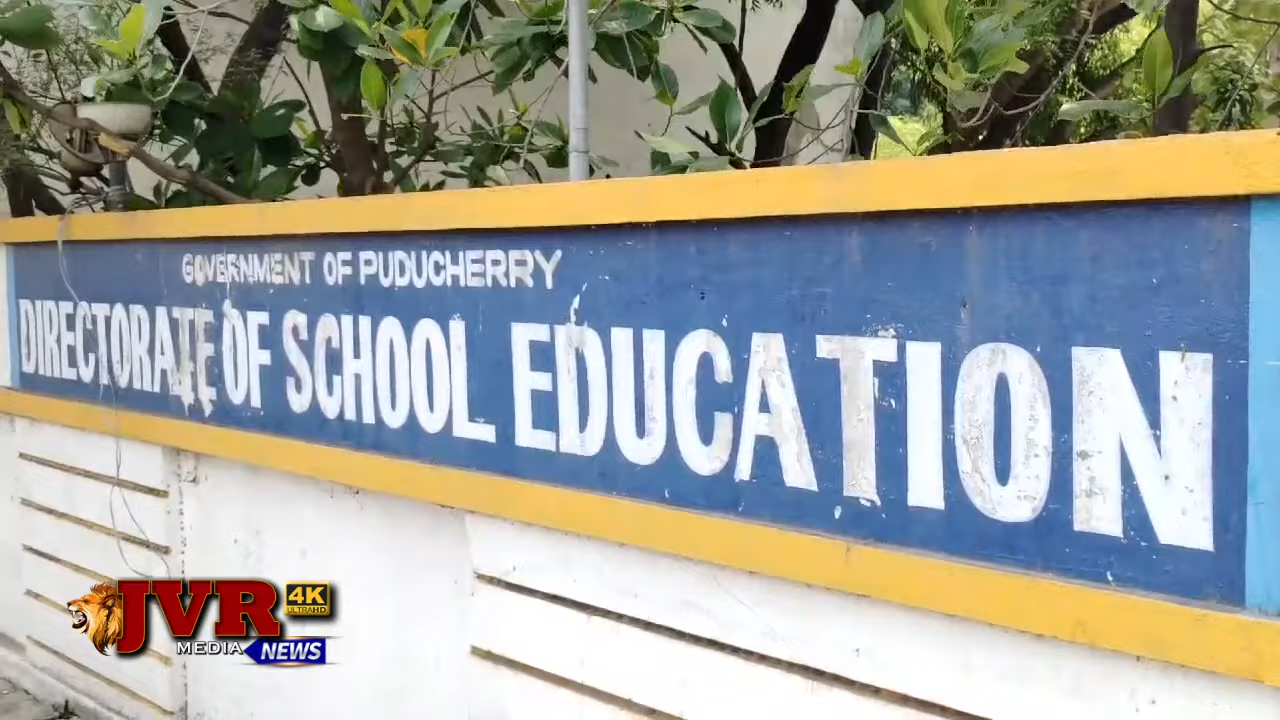 GOVERNMENT OF PUDUCHERRY
DIRECTORATE OF SCHOOL EDUCATION
JVR
4K
ULTRAHD
MEDIA
NEWS